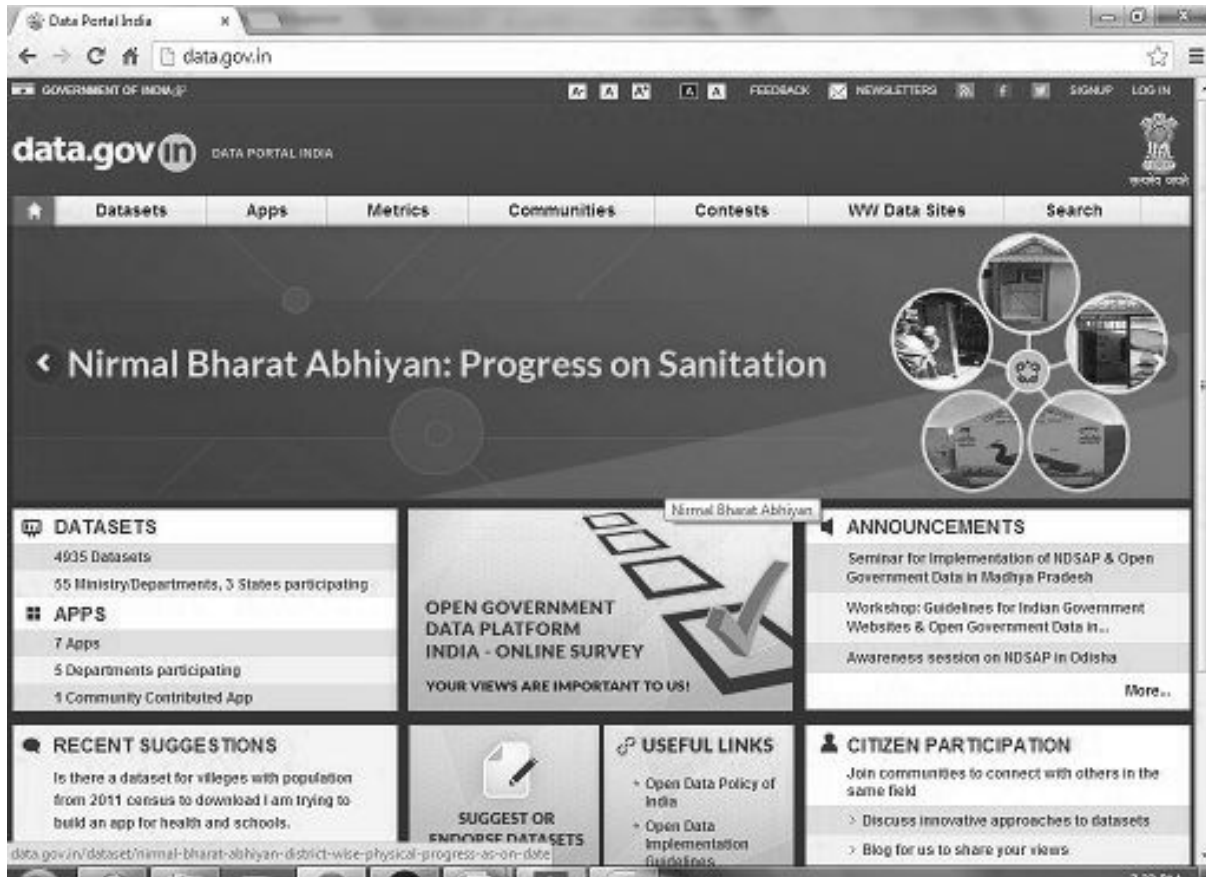 Data Portal India
data.gov.in
GOVERNMENT OF INDIA
A- A A+ A A FEEDBACK NEWSLETTERS SIGNUP LOG IN
data.gov in DATA PORTAL INDIA
सत्यमेव जयते
Datasets Apps Metrics Communities Contests WW Data Sites Search
Nirmal Bharat Abhiyan: Progress on Sanitation
Nirmal Bharat Abhiyan
DATASETS
4935 Datasets
55 Ministry/Departments, 3 States participating
APPS
7 Apps
5 Departments participating
1 Community Contributed App
OPEN GOVERNMENT
DATA PLATFORM
INDIA - ONLINE SURVEY
YOUR VIEWS ARE IMPORTANT TO US!
ANNOUNCEMENTS
Seminar for Implementation of NDSAP & Open
Government Data in Madhya Pradesh
Workshop: Guidelines for Indian Government
Websites & Open Government Data in...
Awareness session on NDSAP in Odisha
More...
RECENT SUGGESTIONS
Is there a dataset for villeges with population
from 2011 census to download I am trying to
build an app for health and schools.
SUGGEST OR
ENDORSE DATASETS
USEFUL LINKS
Open Data Policy of
India
Open Data
Implementation
Guidelines
CITIZEN PARTICIPATION
Join communities to connect with others in the
same field
> Discuss innovative approaches to datasets
> Blog for us to share your views
data.gov.in/dataset/nirmal-bharat-abhiyan-district-wise-physical-progress-as-on-date